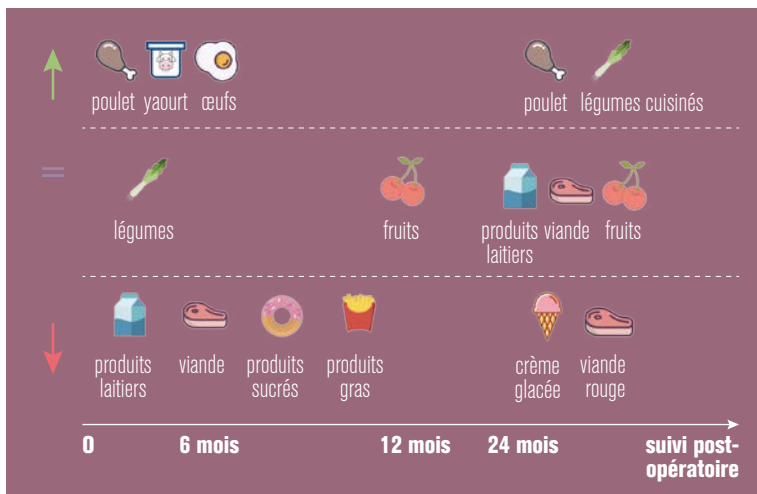 poulet yaourt œufs poulet légumes cuisinés
=
légumes fruits produits laitiers viande fruits
produits laitiers viande produits sucrés produits gras crème glacée viande rouge
0 6 mois 12 mois 24 mois suivi post-opératoire